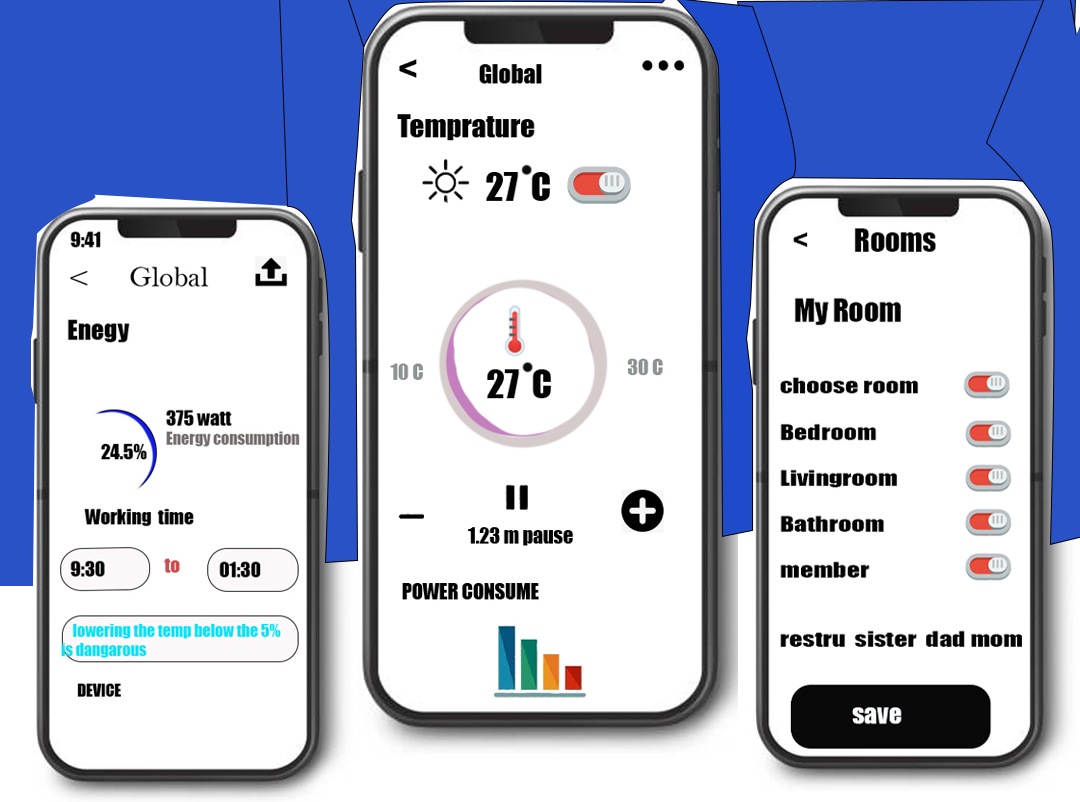 9:41
< Global
Enegy
375 watt
24.5%
Energy consumption
Working time
9:30 to 01:30
lowering the temp below the 5%
is dangarous
DEVICE
< Global
Temprature
27°C
10 C
27°C
30 C
1.23 m pause
POWER CONSUME
< Rooms
My Room
choose room
Bedroom
Livingroom
Bathroom
member
restru sister dad mom
save